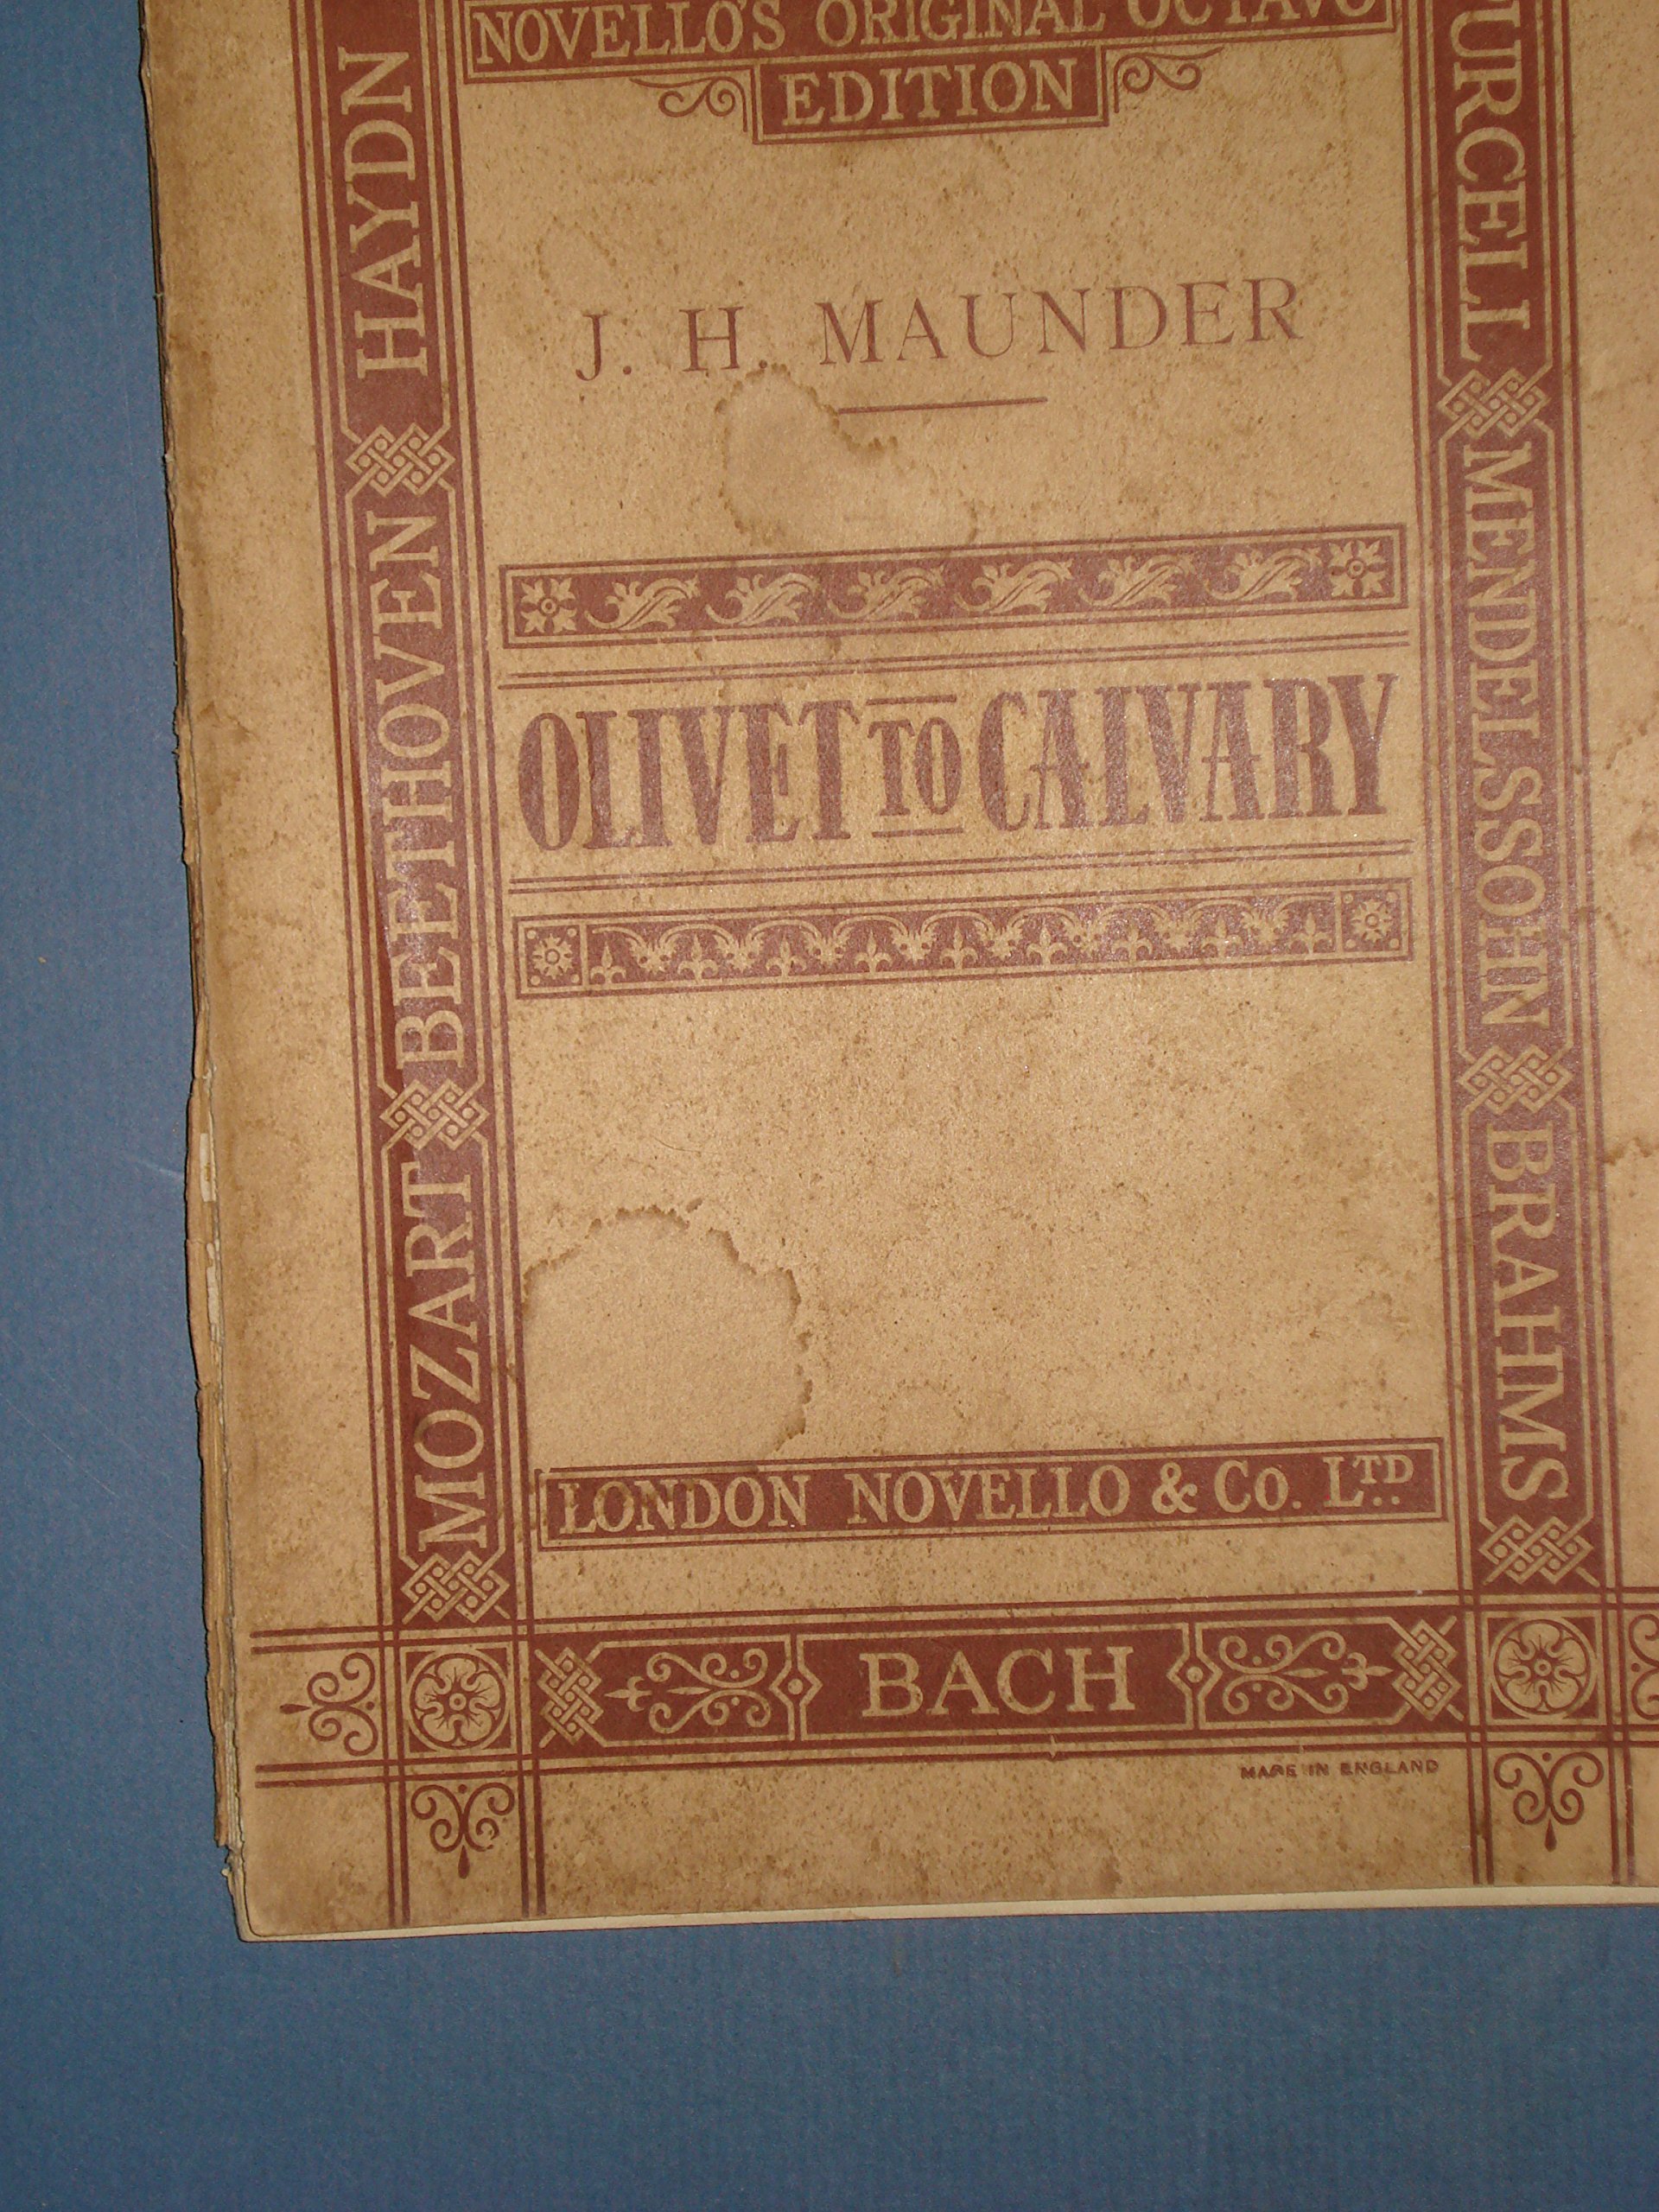 NOVELLO'S ORIGINAL OCTAVO
EDITION
J. H. MAUNDER
OLIVET TO CALVARY
LONDON NOVELLO & CO. LTD.
BACH
MADE IN ENGLAND
HAYDN
BEETHOVEN
MOZART
URCELL
MENDELSSOHN
BRAHMS